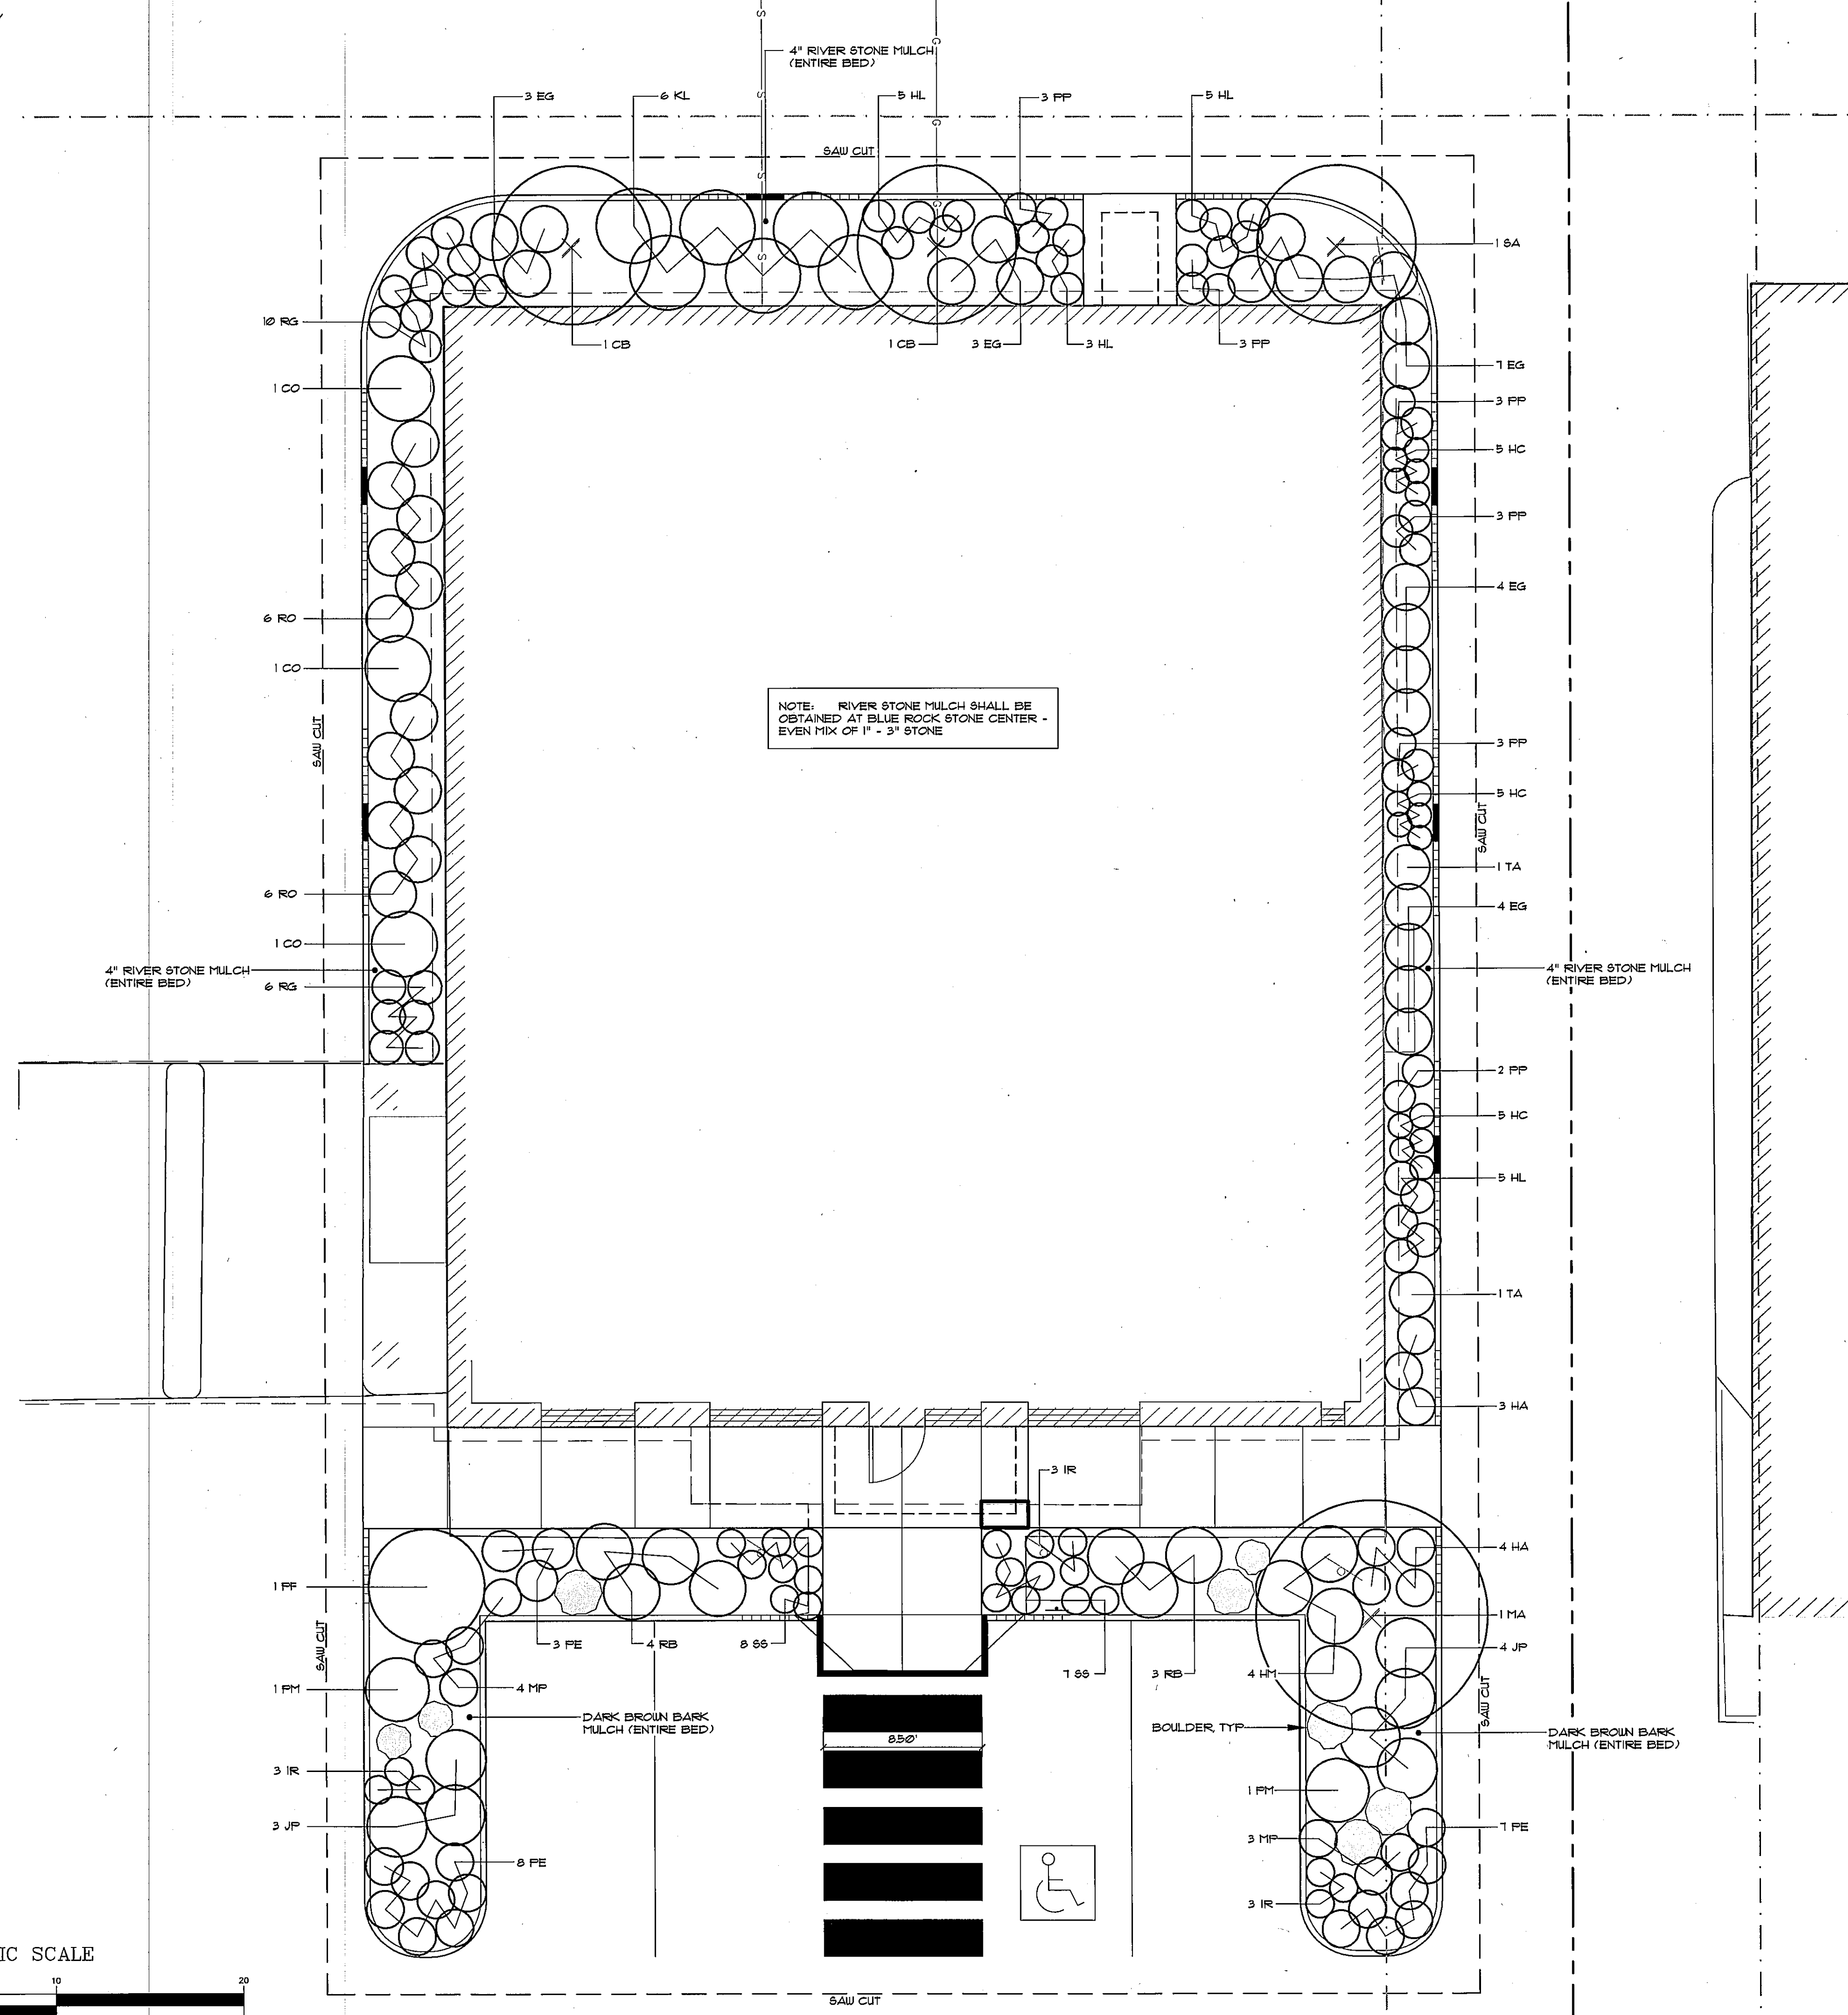 4" RIVER STONE MULCH
(ENTIRE BED)
3 EG
6 KL
5 HL
3 PP
5 HL
S
G
S
G
SAW CUT
S
G
S
1 SA
10 RG
1 CB
1 CB
3 EG
3 HL
3 PP
7 EG
1 CO
3 PP
5 HC
3 PP
4 EG
6 RO
1 CO
NOTE: RIVER STONE MULCH SHALL BE
OBTAINED AT BLUE ROCK STONE CENTER -
EVEN MIX OF 1" - 3" STONE
SAW CUT
3 PP
5 HC
SAW CUT
1 TA
6 RO
4 EG
1 CO
4" RIVER STONE MULCH
(ENTIRE BED)
4" RIVER STONE MULCH
(ENTIRE BED)
6 RG
2 PP
5 HC
5 HL
1 TA
3 HA
3 IR
4 HA
1 PF
1 MA
SAW CUT
3 PE
4 RB
8 SS
7 SS
3 RB
4 HM
4 JP
1 PM
4 MP
SAW CUT
DARK BROWN BARK
MULCH (ENTIRE BED)
BOULDER, TYP
DARK BROWN BARK
MULCH (ENTIRE BED)
8.50'
3 IR
1 PM
3 JP
3 MP
7 PE
8 PE
3 IR
IC SCALE
10
20
SAW CUT